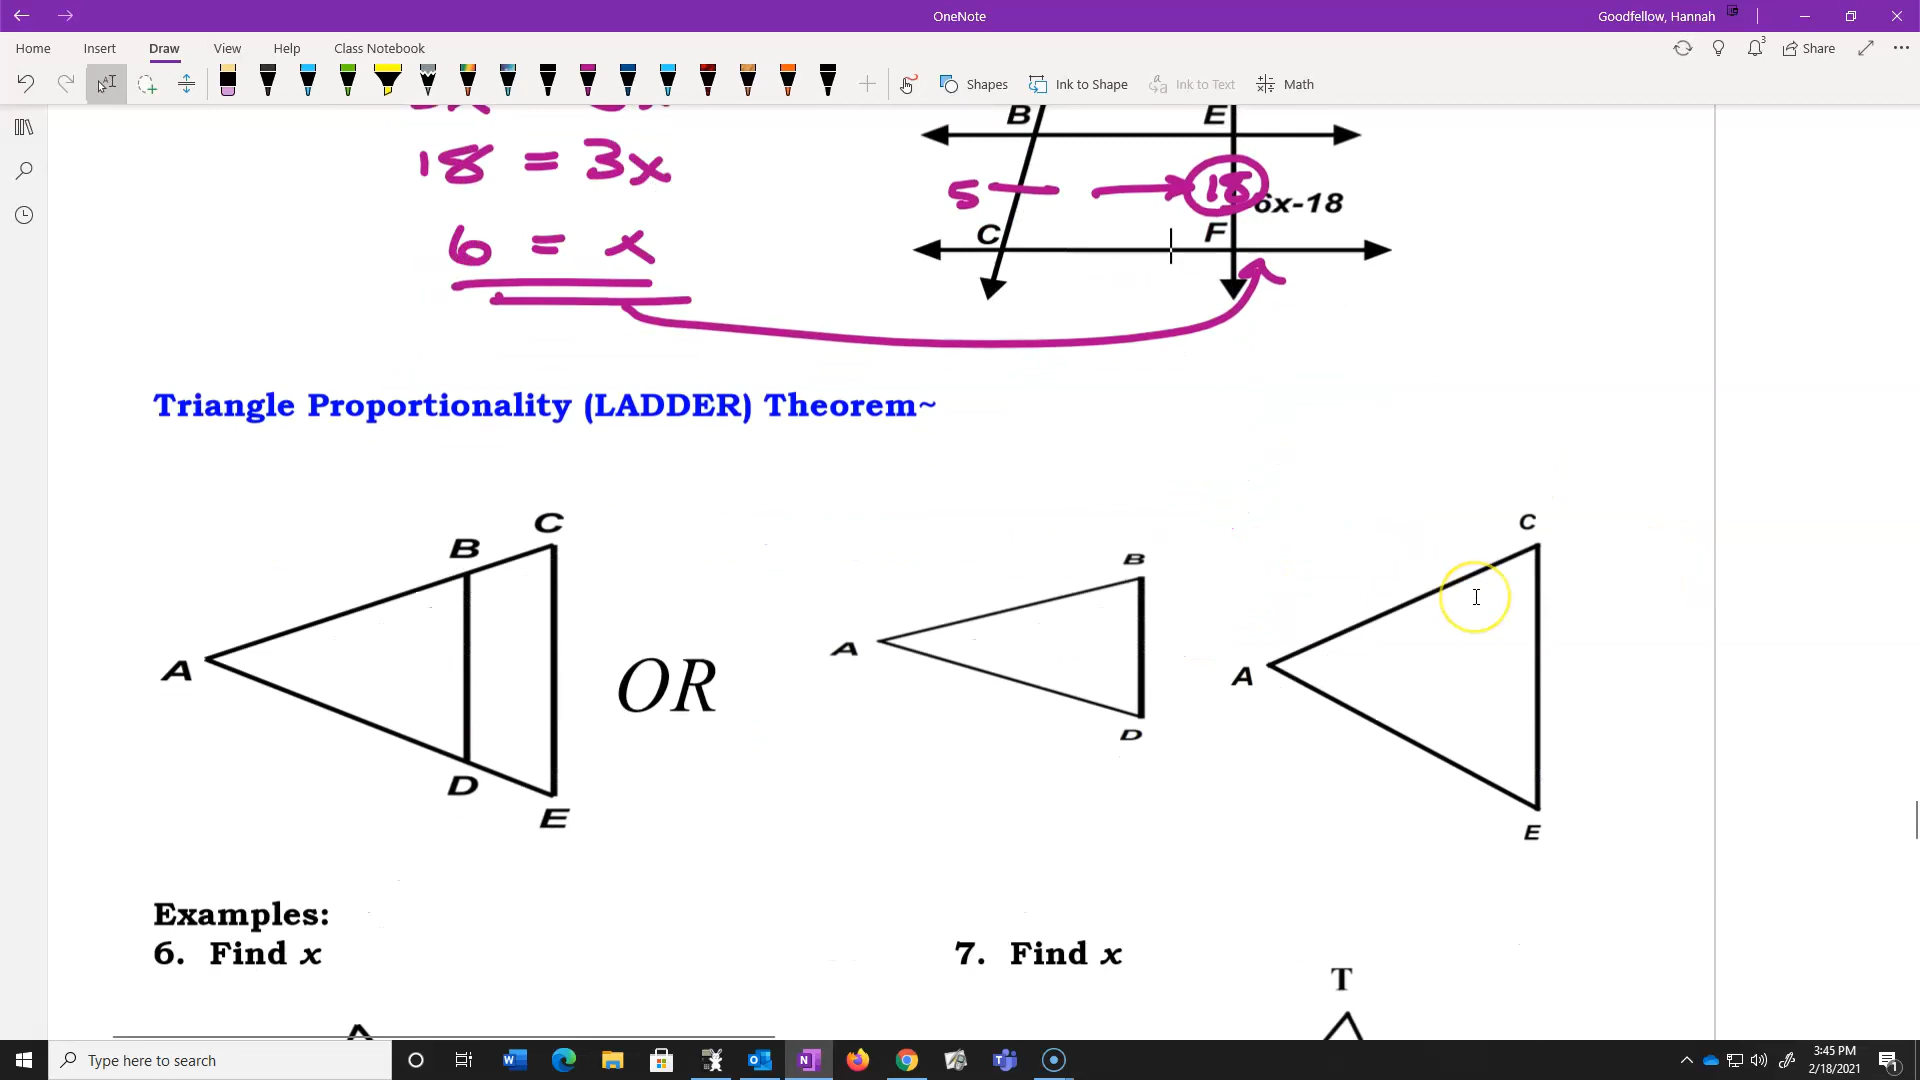 OneNote
Goodfellow, Hannah
Home Insert Draw View Help Class Notebook
3 Share
Shapes Ink to Shape Ink to Text Math
B E
18 = 3x
5 18 6x-18
6 = x
C F
Triangle Proportionality (LADDER) Theorem~
C C
B B
A OR A A
D D
E E
Examples:
6. Find x 7. Find x
T
Type here to search
3:45 PM
2/18/2021
1